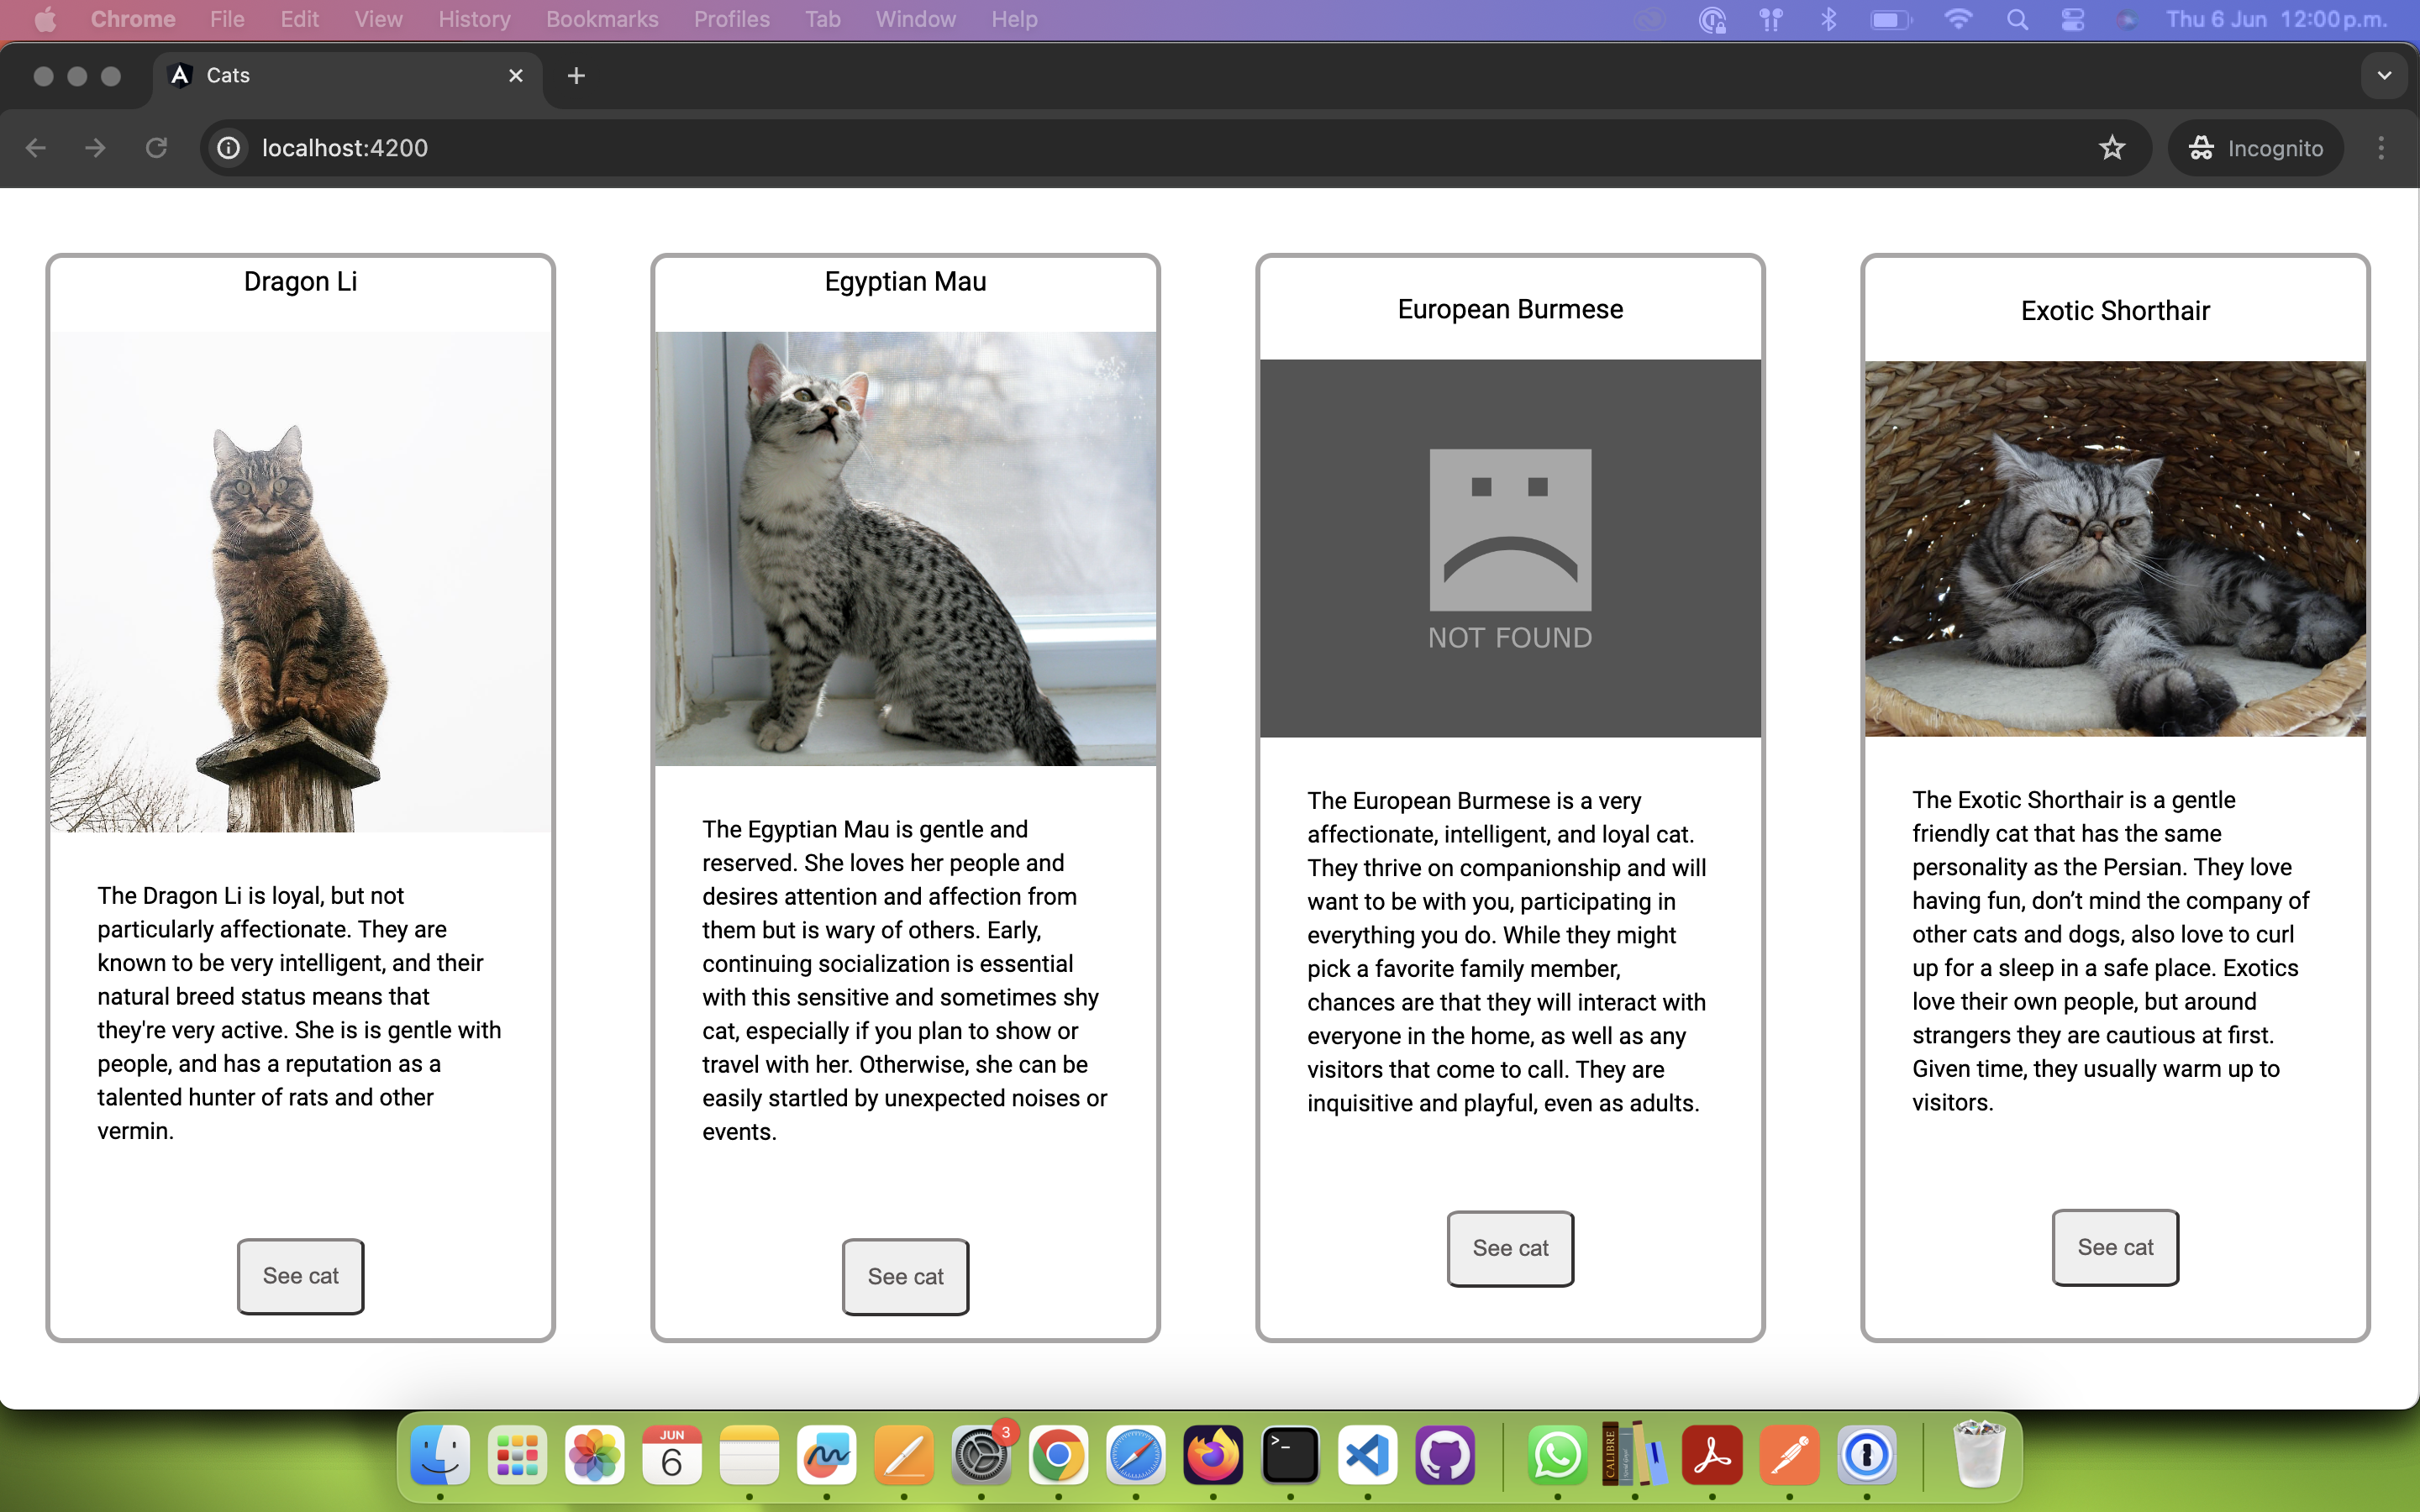 Chrome File Edit View History Bookmarks Profiles Tab Window Help Thu 6 Jun 12:00 p.m.
Cats
localhost:4200
Incognito
Dragon Li
The Dragon Li is loyal, but not
particularly affectionate. They are
known to be very intelligent, and their
natural breed status means that
they're very active. She is is gentle with
people, and has a reputation as a
talented hunter of rats and other
vermin.
See cat
Egyptian Mau
The Egyptian Mau is gentle and
reserved. She loves her people and
desires attention and affection from
them but is wary of others. Early,
continuing socialization is essential
with this sensitive and sometimes shy
cat, especially if you plan to show or
travel with her. Otherwise, she can be
easily startled by unexpected noises or
events.
See cat
European Burmese
NOT FOUND
The European Burmese is a very
affectionate, intelligent, and loyal cat.
They thrive on companionship and will
want to be with you, participating in
everything you do. While they might
pick a favorite family member,
chances are that they will interact with
everyone in the home, as well as any
visitors that come to call. They are
inquisitive and playful, even as adults.
See cat
Exotic Shorthair
The Exotic Shorthair is a gentle
friendly cat that has the same
personality as the Persian. They love
having fun, don’t mind the company of
other cats and dogs, also love to curl
up for a sleep in a safe place. Exotics
love their own people, but around
strangers they are cautious at first.
Given time, they usually warm up to
visitors.
See cat
JUN
6
3
CALIBRE